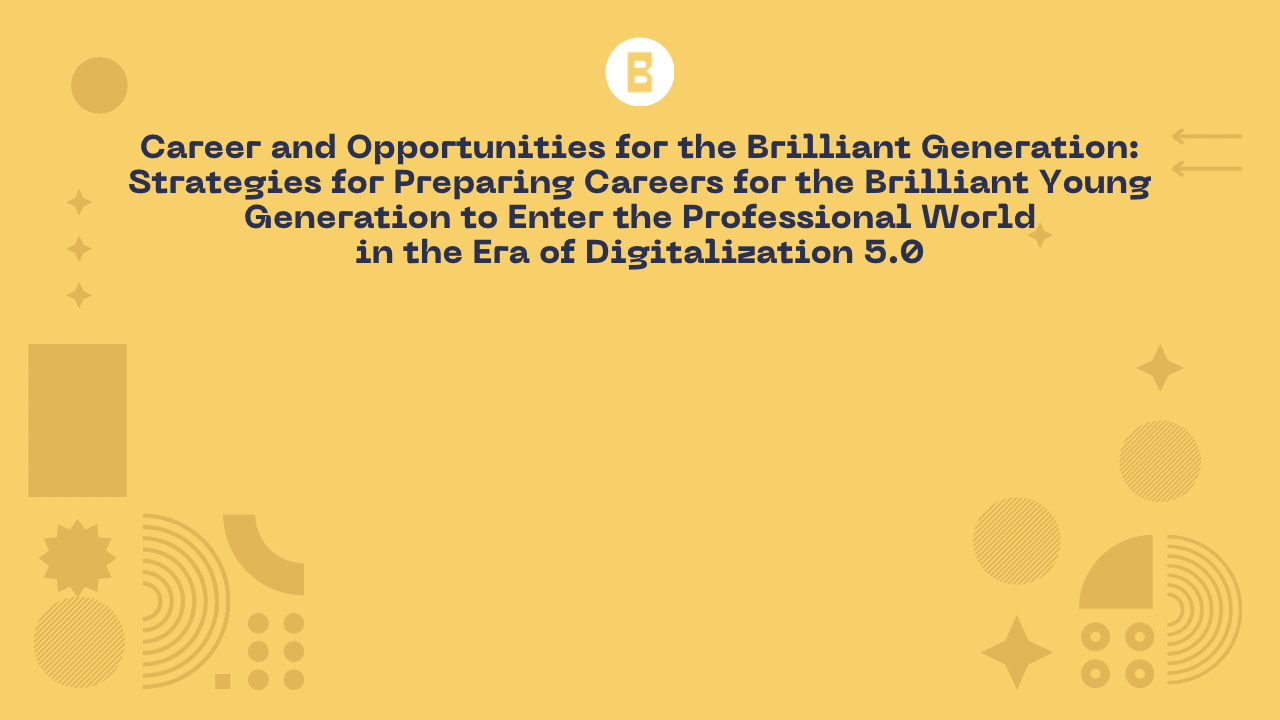 B
Career and Opportunities for the Brilliant Generation:
Strategies for Preparing Careers for the Brilliant Young
Generation to Enter the Professional World
in the Era of Digitalization 5.0